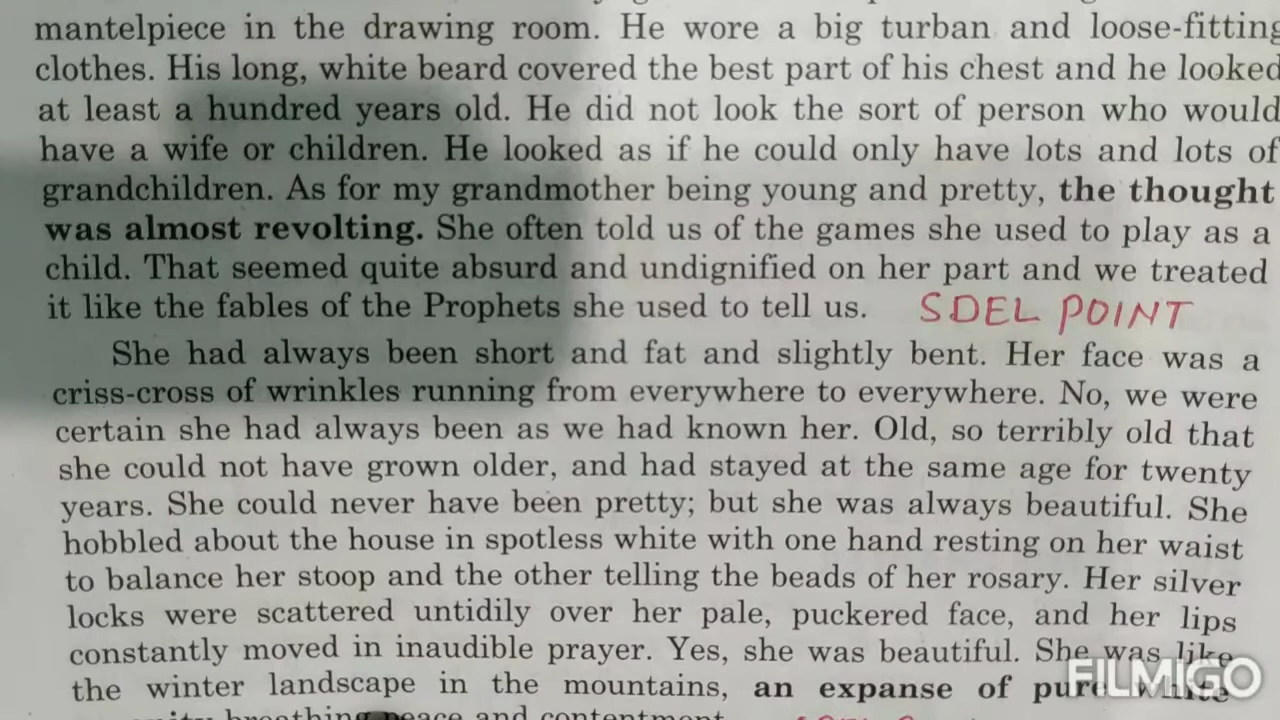 mantelpiece in the drawing room. He wore a big turban and loose-fitting
clothes. His long, white beard covered the best part of his chest and he looked
at least a hundred years old. He did not look the sort of person who would
have a wife or children. He looked as if he could only have lots and lots of
grandchildren. As for my grandmother being young and pretty, the thought
was almost revolting. She often told us of the games she used to play as a
child. That seemed quite absurd and undignified on her part and we treated
it like the fables of the Prophets she used to tell us. SDEL POINT
She had always been short and fat and slightly bent. Her face was a
criss-cross of wrinkles running from everywhere to everywhere. No, we were
certain she had always been as we had known her. Old, so terribly old that
she could not have grown older, and had stayed at the same age for twenty
years. She could never have been pretty; but she was always beautiful. She
hobbled about the house in spotless white with one hand resting on her waist
to balance her stoop and the other telling the beads of her rosary. Her silver
locks were scattered untidily over her pale, puckered face, and her lips
constantly moved in inaudible prayer. Yes, she was beautiful. She was like
the winter landscape in the mountains, an expanse of pure white
breathing peace and contentment
FILMIGO